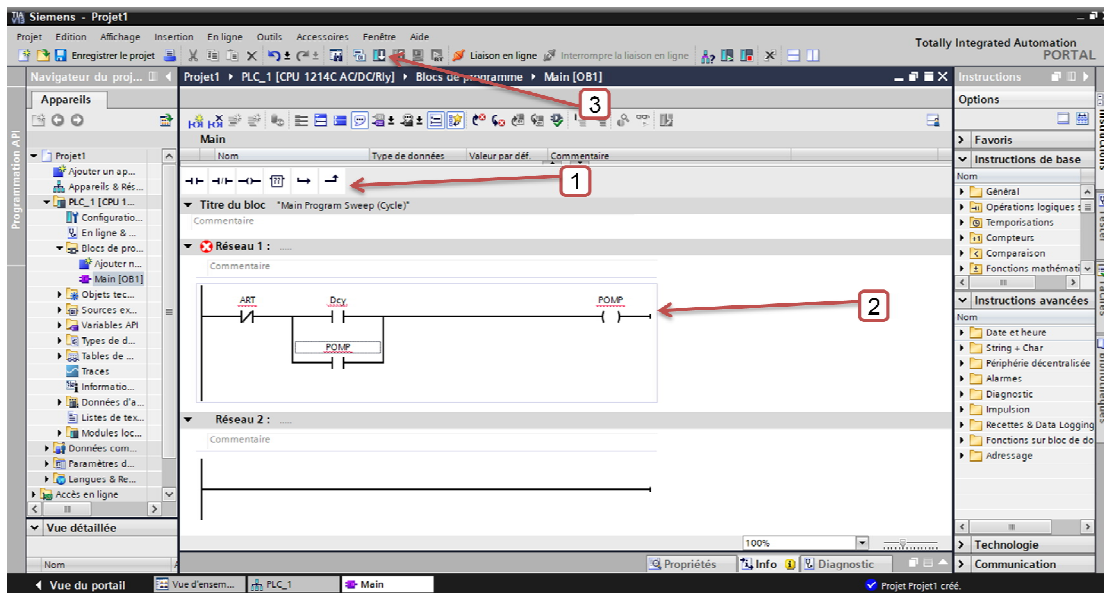 Siemens - Projet1
Projet Edition Affichage Insertion En ligne Outils Accessoires Fenêtre Aide
Totally Integrated Automation
PORTAL
Enregistrer le projet Liaison en ligne Interrompre la liaison en ligne
Navigateur du proj...
Projet1 PLC_1 [CPU 1214C AC/DC/Rly] Blocs de programme Main [OB1]
Instructions
Appareils
Options
3
Main
Nom Type de données Valeur par déf. Commentaire
1
Titre du bloc "Main Program Sweep (Cycle)"
Commentaire
Réseau 1 : .....
Commentaire
ART Dcy POMP
POMP
2
Réseau 2 : .....
Commentaire
100%
Propriétés Info Diagnostic
Programmation API
Projet1
Ajouter un ap...
Appareils & Rés...
PLC_1 [CPU 1...
Configuratio...
En ligne & ...
Blocs de pro...
Ajouter n...
Main [OB1]
Objets tec...
Sources ex...
Variables API
Types de d...
Tables de ...
Traces
Informatio...
Données d'a...
Listes de tex...
Modules loc...
Données com...
Paramètres d...
Langues & Re...
Accès en ligne
Vue détaillée
Nom
Favoris
Instructions de base
Nom
Général
Opérations logiques s
Temporisations
Compteurs
Comparaison
Fonctions mathémati
Instructions avancées
Nom
Date et heure
String + Char
Périphérie décentralisée
Alarmes
Diagnostic
Impulsion
Recettes & Data Logging
Fonctions sur bloc de do
Adressage
Technologie
Communication
Instructions
Tester
Tâches
Bibliothèques
Vue du portail Vue d'ensem... PLC_1 Main
Projet Projet1 créé.